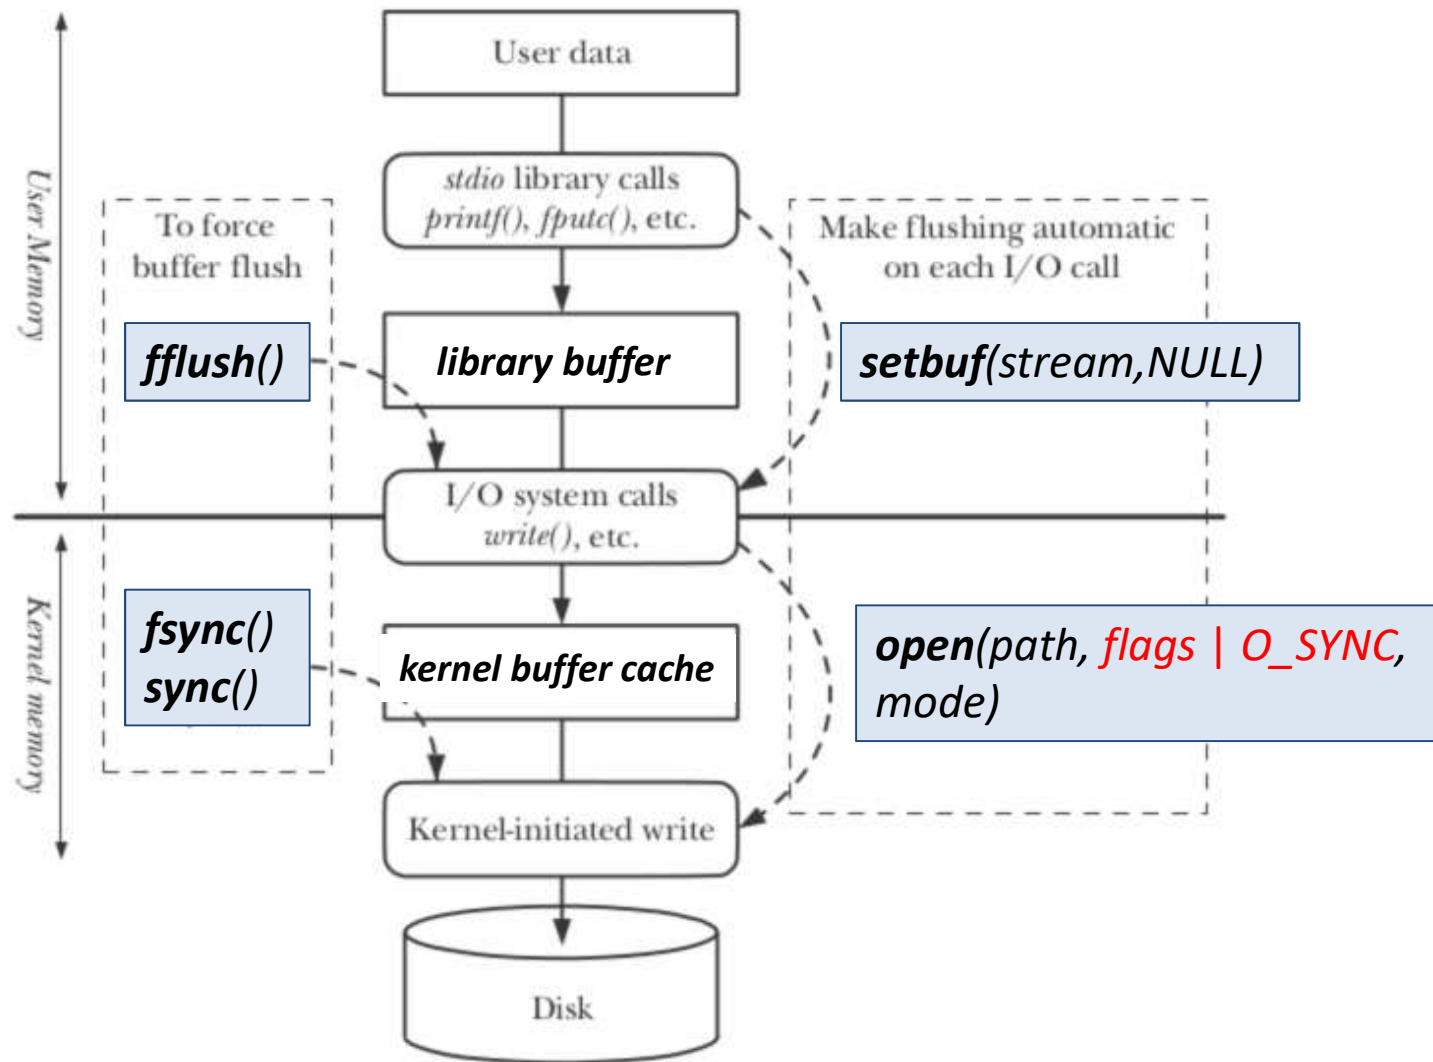 User data
stdio library calls
printf(), fputc(), etc.
User Memory
To force
buffer flush
Make flushing automatic
on each I/O call
fflush()
library buffer
setbuf(stream,NULL)
I/O system calls
write(), etc.
Kernel memory
fsync()
sync()
kernel buffer cache
open(path, flags | O_SYNC,
mode)
Kernel-initiated write
Disk